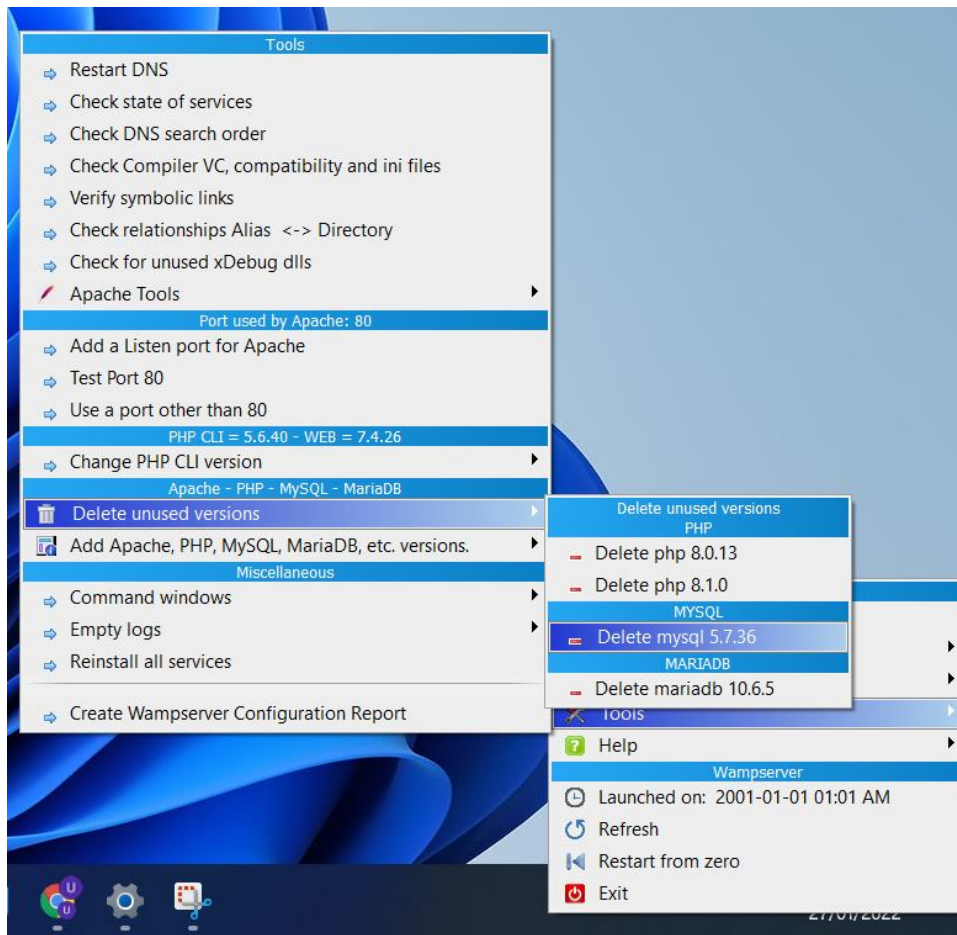 Tools
Restart DNS
Check state of services
Check DNS search order
Check Compiler VC, compatibility and ini files
Verify symbolic links
Check relationships Alias <-> Directory
Check for unused xDebug dlls
Apache Tools
Port used by Apache: 80
Add a Listen port for Apache
Test Port 80
Use a port other than 80
PHP CLI = 5.6.40 - WEB = 7.4.26
Change PHP CLI version
Apache - PHP - MySQL - MariaDB
Delete unused versions
Add Apache, PHP, MySQL, MariaDB, etc. versions.
Miscellaneous
Command windows
Empty logs
Reinstall all services
Create Wampserver Configuration Report
Delete unused versions
PHP
Delete php 8.0.13
Delete php 8.1.0
MYSQL
Delete mysql 5.7.36
MARIADB
Delete mariadb 10.6.5
Tools
Help
Wampserver
Launched on: 2001-01-01 01:01 AM
Refresh
Restart from zero
Exit
27/01/2022
U
U